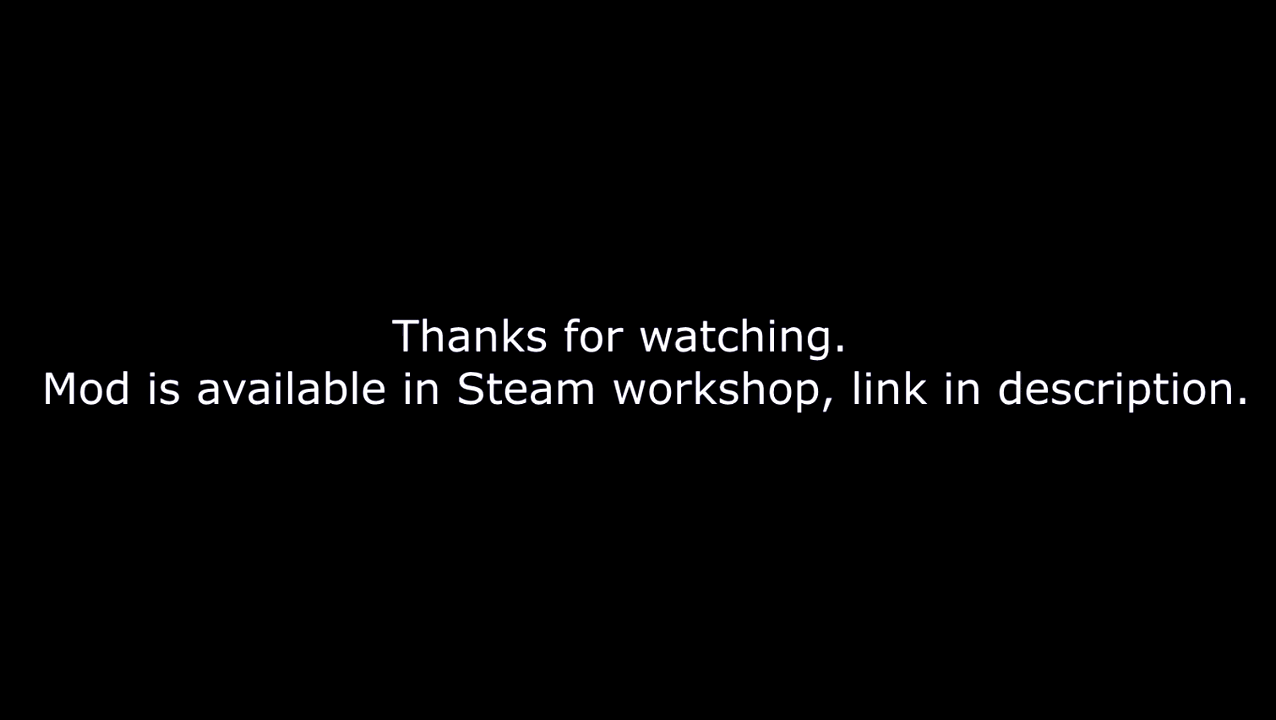 Thanks for watching.
Mod is available in Steam workshop, link in description.